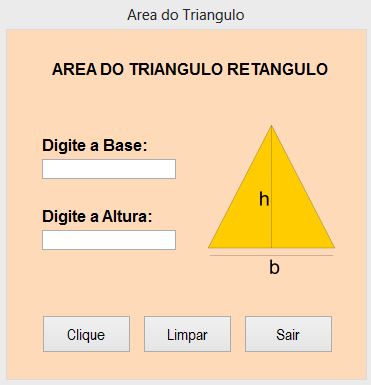 Area do Triangulo
AREA DO TRIANGULO RETANGULO
Digite a Base:
Digite a Altura:
h
b
Clique
Limpar
Sair